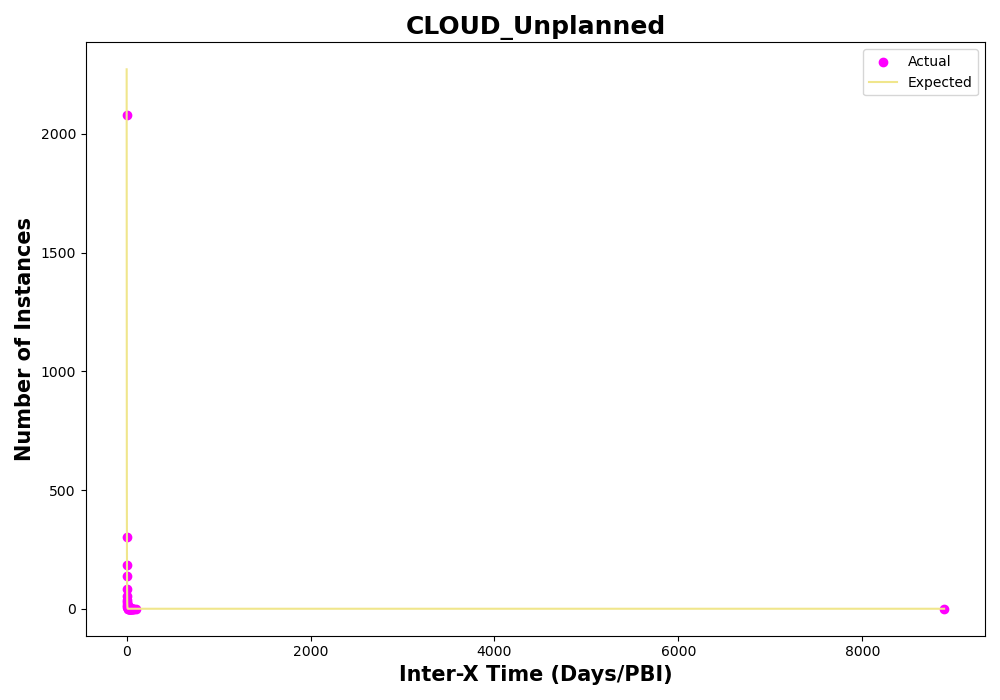 CLOUD_Unplanned
Actual
Expected
Number of Instances
2000
1500
1000
500
0
0
2000
4000
6000
8000
Inter-X Time (Days/PBI)